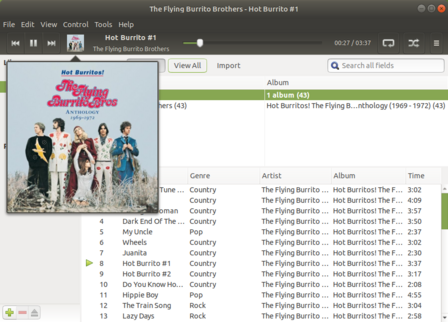 The Flying Burrito Brothers - Hot Burrito #1
File Edit View Control Tools Help
Hot Burrito #1
The Flying Burrito Brothers
00:27 / 03:37
View All
Import
Search all fields
Hot Burritos!
The Flying Burrito Bros
ANTHOLOGY
1969-1972
Album
1 album (43)
(43) Hot Burritos! The Flying B...nthology (1969 - 1972) (43)
Genre Artist Album Time
Tune ... Country The Flying Burrito ... Hot Burritos! The F... 3:02
Country The Flying Burrito ... Hot Burritos! The F... 4:09
oman Country The Flying Burrito ... Hot Burritos! The F... 3:57
4 Dark End Of The ... Country The Flying Burrito ... Hot Burritos! The F... 3:50
5 My Uncle Pop The Flying Burrito ... Hot Burritos! The F... 2:37
6 Wheels Country The Flying Burrito ... Hot Burritos! The F... 3:02
7 Juanita Country The Flying Burrito ... Hot Burritos! The F... 2:30
8 Hot Burrito #1 Country The Flying Burrito ... Hot Burritos! The F... 3:37
9 Hot Burrito #2 Country The Flying Burrito ... Hot Burritos! The F... 3:17
10 Do You Know Ho... Country The Flying Burrito ... Hot Burritos! The F... 3:21
11 Hippie Boy Pop The Flying Burrito ... Hot Burritos! The F... 4:55
12 The Train Song Rock The Flying Burrito ... Hot Burritos! The F... 3:04
13 Lazy Days Rock The Flying Burrito ... Hot Burritos! The F... 2:58